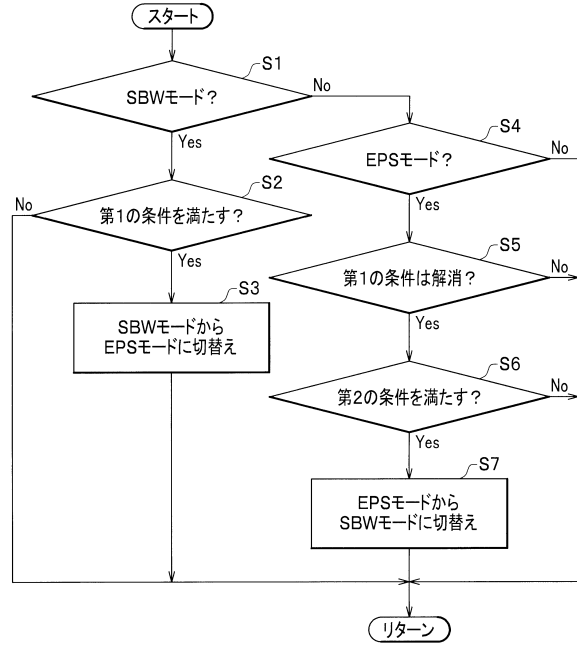 スタート
S1
SBWモード?
No
Yes
S2
No
第1の条件を満たす?
Yes
S3
SBWモードから
EPSモードに切替え
S4
EPSモード?
No
Yes
S5
第1の条件は解消?
No
Yes
S6
第2の条件を満たす?
No
Yes
S7
EPSモードから
SBWモードに切替え
リターン